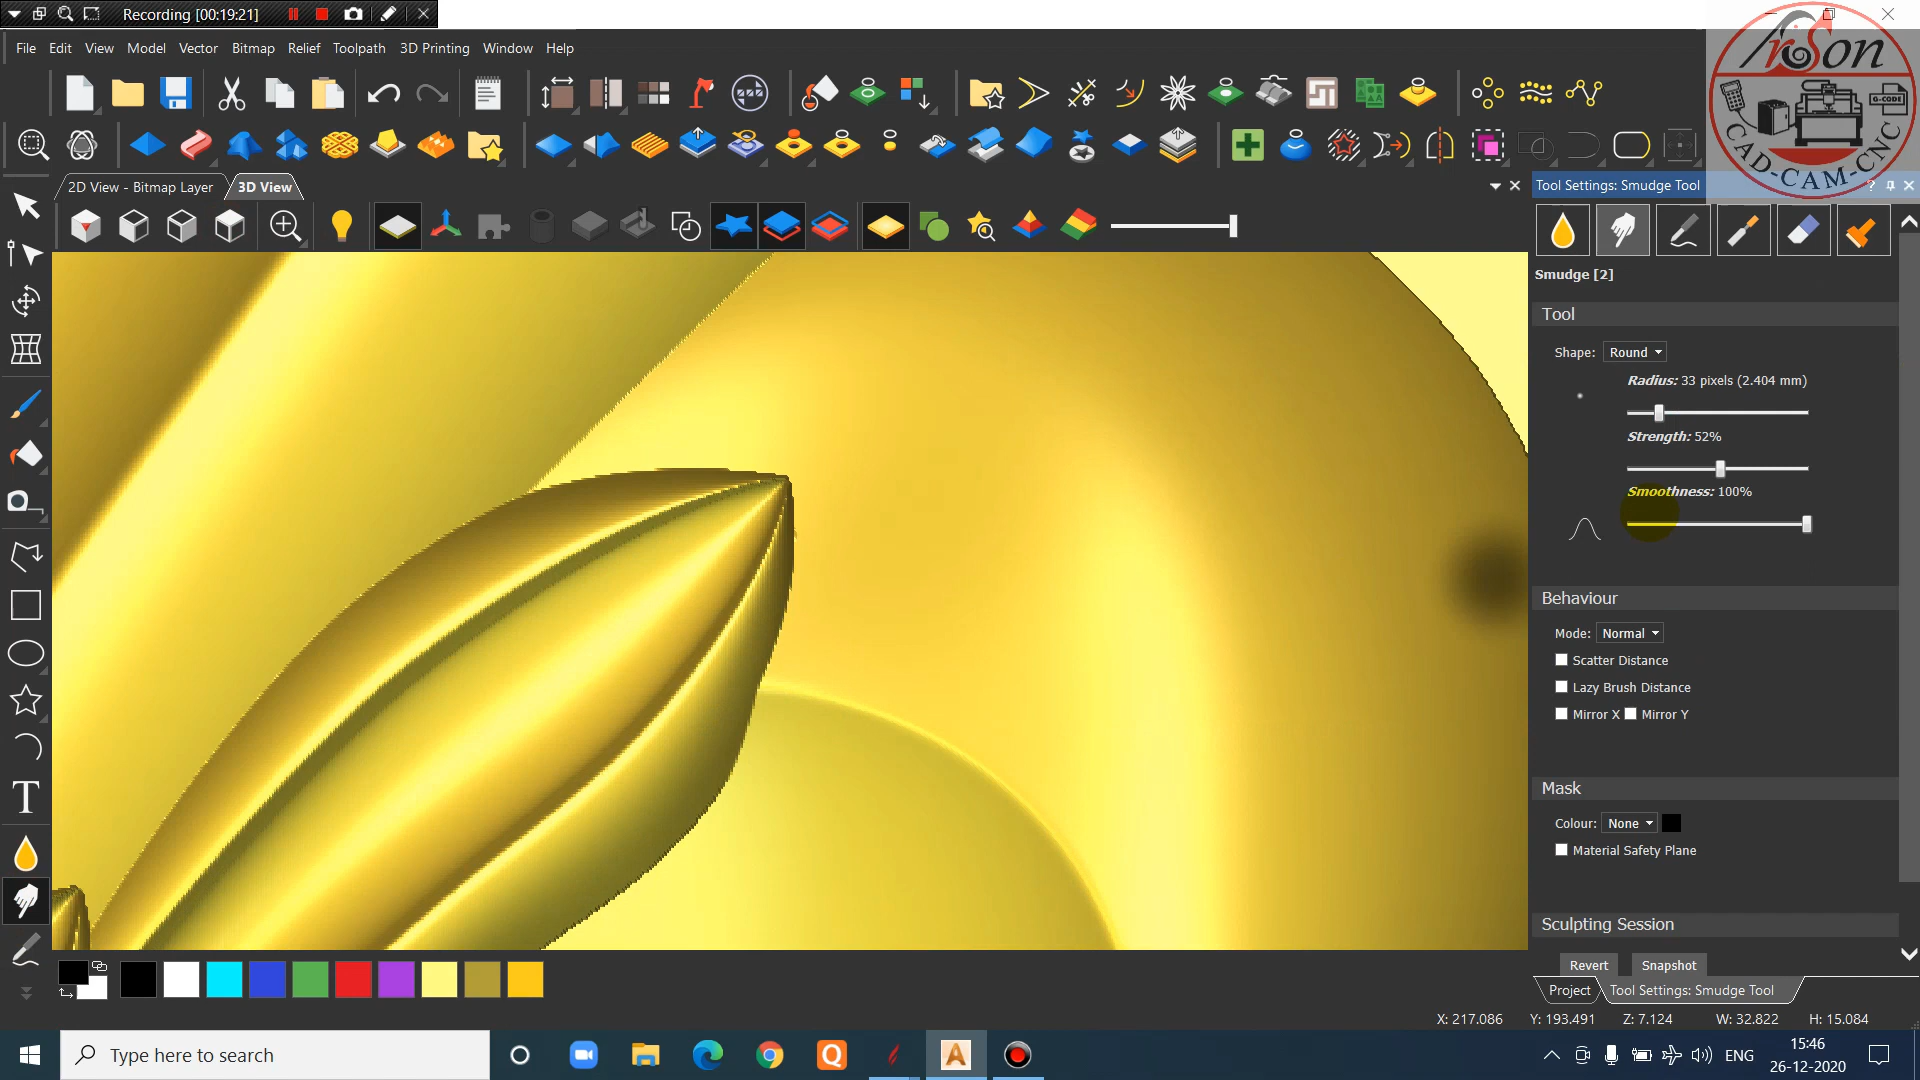 Recording [00:19:21]
File Edit View Model Vector Bitmap Relief Toolpath 3D Printing Window Help
ArSon
G-CODE
CAD-CAM-CNC
2D View - Bitmap Layer 3D View
Tool Settings: Smudge Tool
Smudge [2]
Tool
Shape: Round
Radius: 33 pixels (2.404 mm)
Strength: 52%
Smoothness: 100%
Behaviour
Mode: Normal
Scatter Distance
Lazy Brush Distance
Mirror X Mirror Y
Mask
Colour: None
Material Safety Plane
Sculpting Session
Revert Snapshot
Project Tool Settings: Smudge Tool
X: 217.086 Y: 193.491 Z: 7.124 W: 32.822 H: 15.084
Type here to search
ENG
15:46
26-12-2020